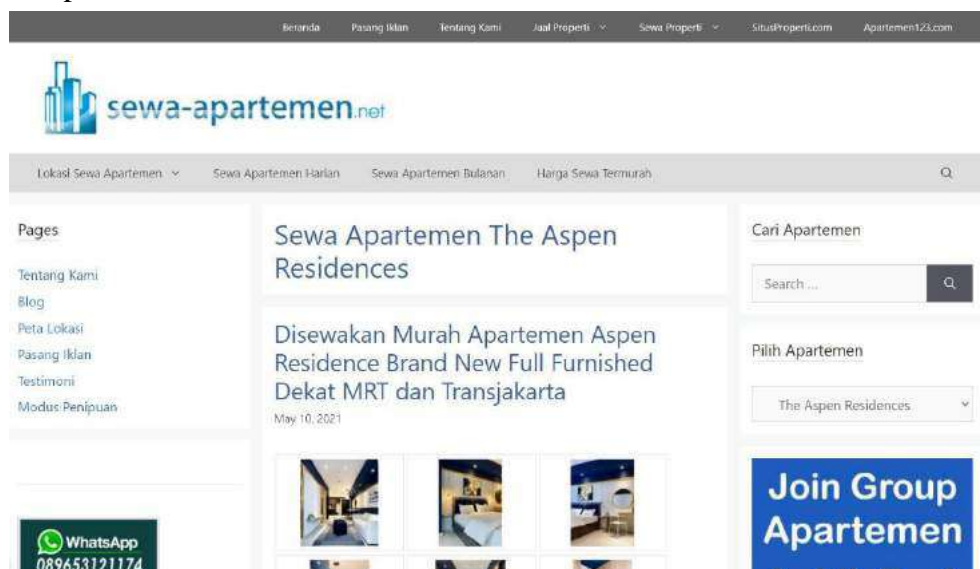 Beranda Pasang Iklan Tentang Kami Jual Properti Sewa Properti SitusProperti.com Apartemen123.com
sewa-apartemen.net
Lokasi Sewa Apartemen Sewa Apartemen Harian Sewa Apartemen Bulanan Harga Sewa Termurah
Pages
Tentang Kami
Blog
Peta Lokasi
Pasang Iklan
Testimoni
Modus Penipuan
WhatsApp
089653121174
Sewa Apartemen The Aspen
Residences
Disewakan Murah Apartemen Aspen
Residence Brand New Full Furnished
Dekat MRT dan Transjakarta
May 10, 2021
Cari Apartemen
Search ...
Pilih Apartemen
The Aspen Residences
Join Group
Apartemen